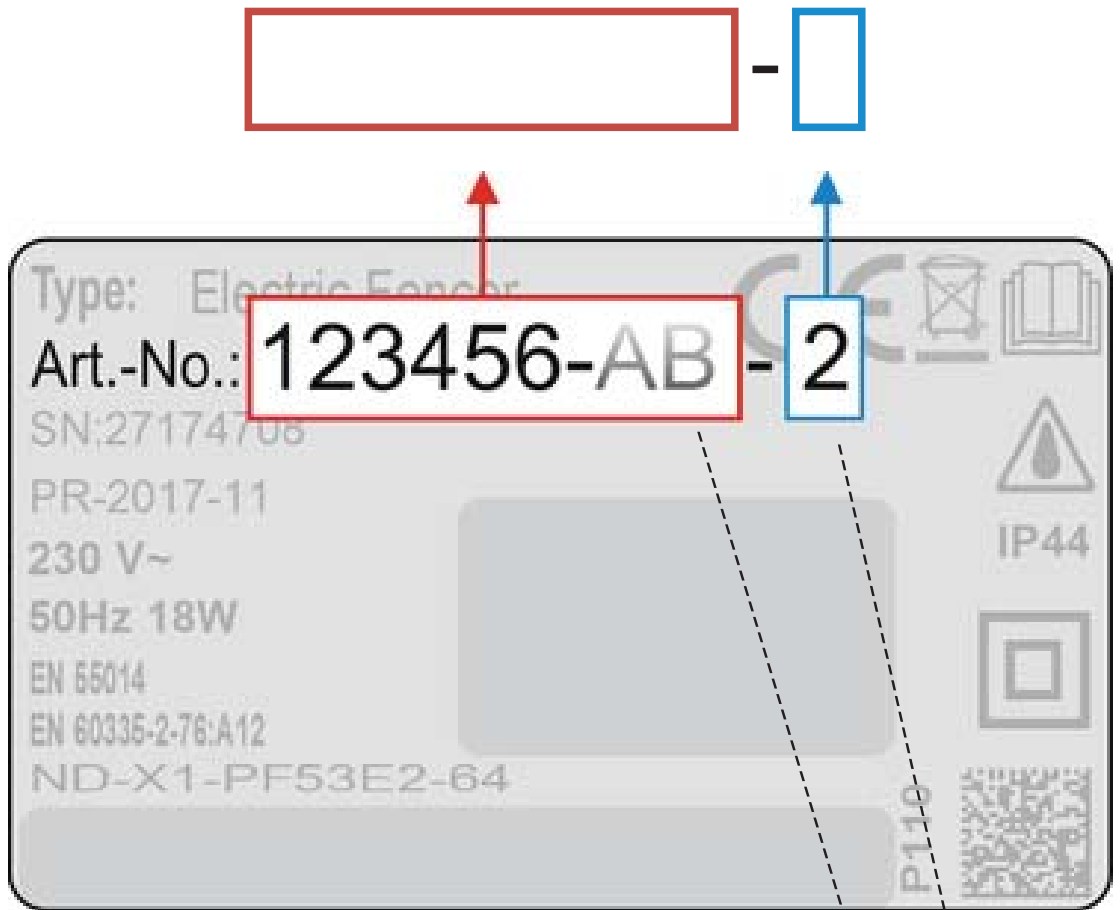 -
Type: Electric Fencer CE
Art.-No.: 123456-AB - 2
SN:27174708
PR-2017-11
230 V~
50Hz 18W
EN 55014
EN 60335-2-76:A12
ND-X1-PF53E2-64
IP44
P110